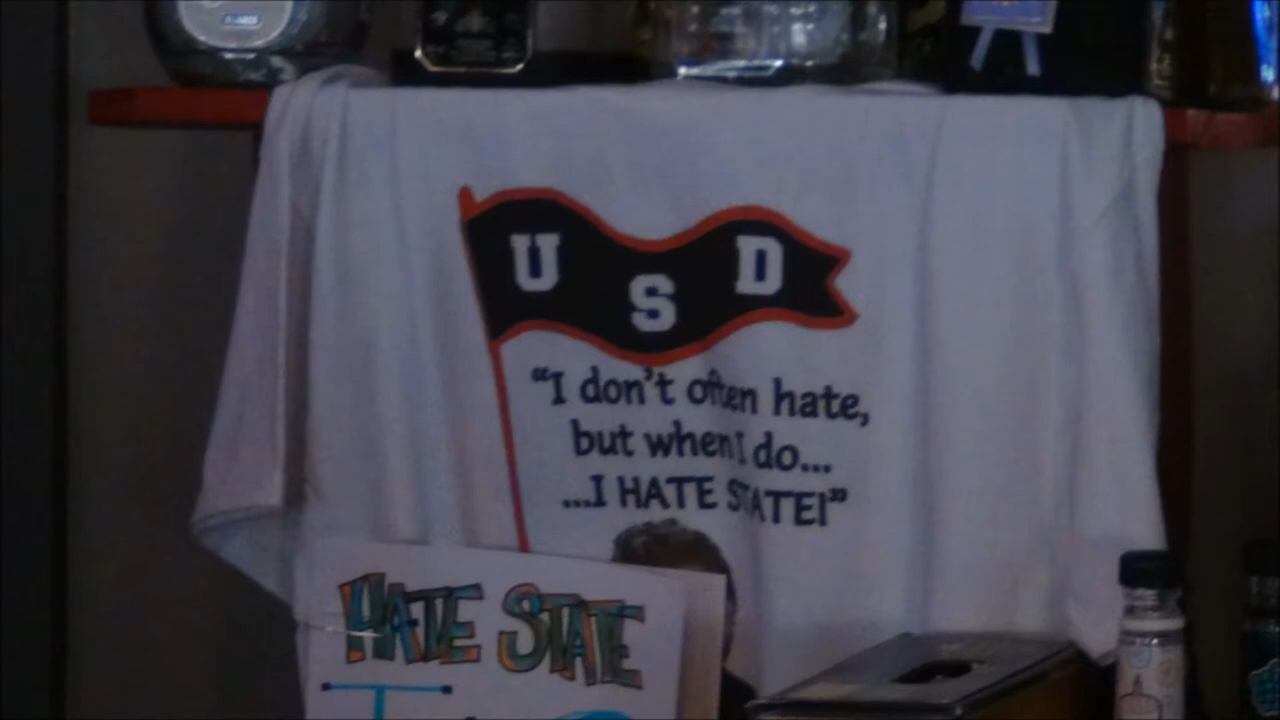 U S D
“I don't often hate,
but when I do...
...I HATE STATE!”
HATE STATE